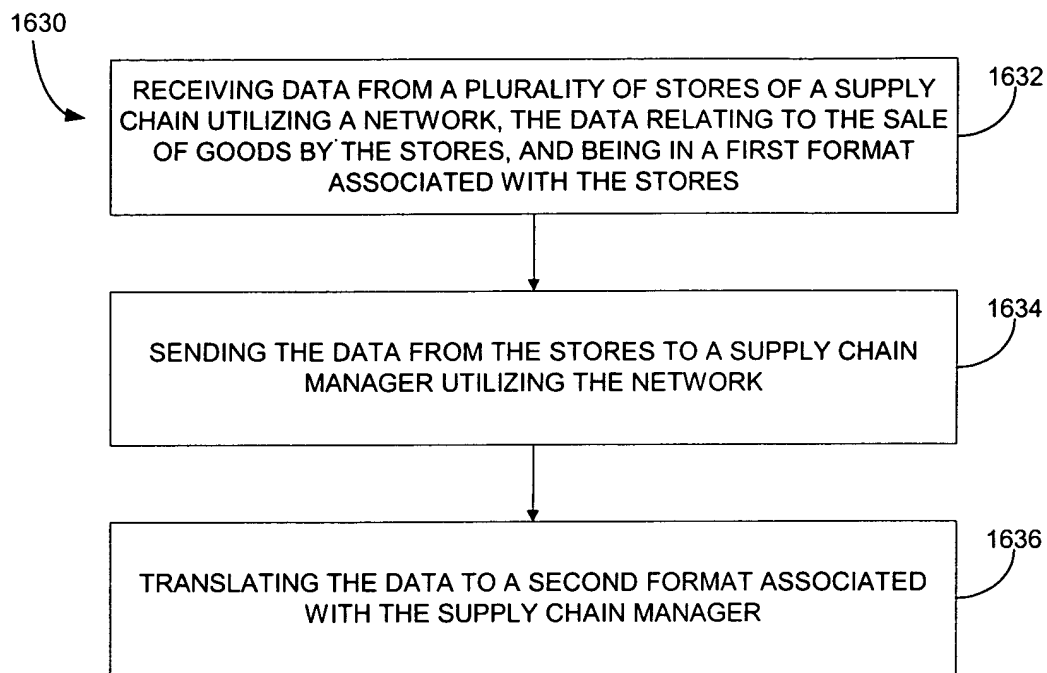 1630
1632
RECEIVING DATA FROM A PLURALITY OF STORES OF A SUPPLY
CHAIN UTILIZING A NETWORK, THE DATA RELATING TO THE SALE
OF GOODS BY THE STORES, AND BEING IN A FIRST FORMAT
ASSOCIATED WITH THE STORES
1634
SENDING THE DATA FROM THE STORES TO A SUPPLY CHAIN
MANAGER UTILIZING THE NETWORK
1636
TRANSLATING THE DATA TO A SECOND FORMAT ASSOCIATED
WITH THE SUPPLY CHAIN MANAGER